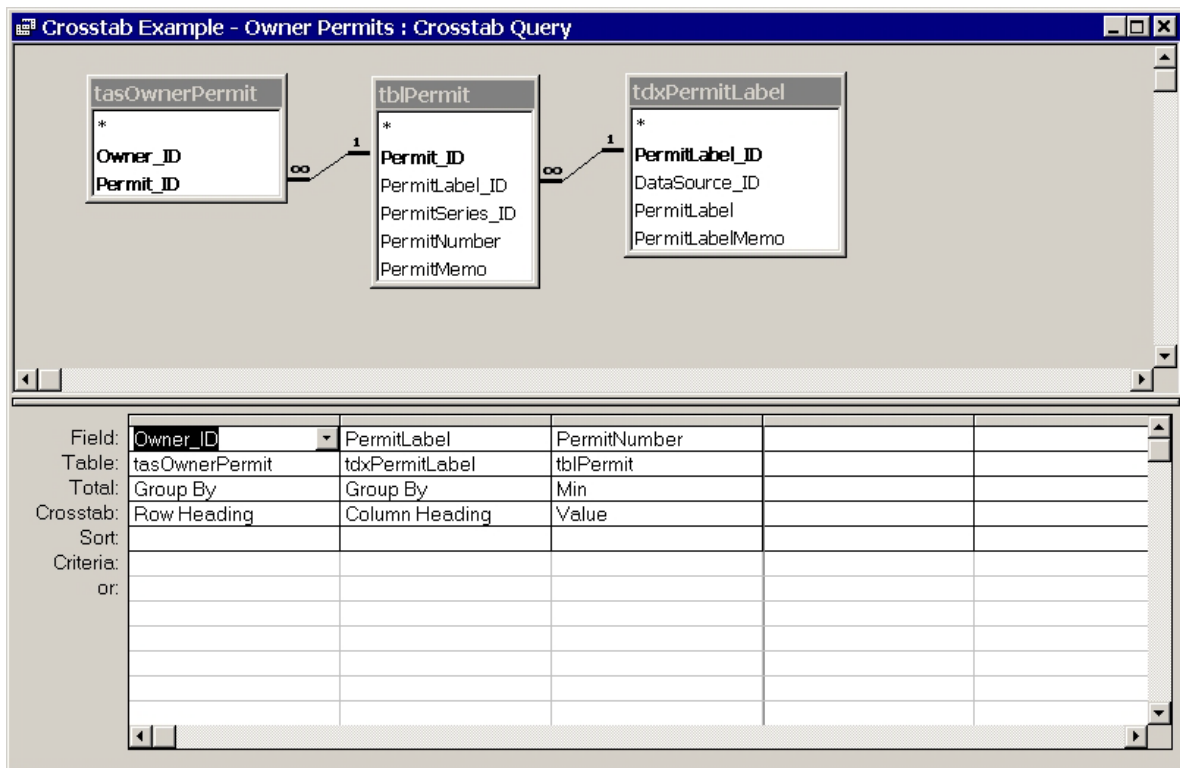 Crosstab Example - Owner Permits : Crosstab Query
tasOwnerPermit
*
Owner_ID
Permit_ID
∞ 1
tblPermit
*
Permit_ID
PermitLabel_ID
PermitSeries_ID
PermitNumber
PermitMemo
∞ 1
tdxPermitLabel
*
PermitLabel_ID
DataSource_ID
PermitLabel
PermitLabelMemo
Field: Owner_ID PermitLabel PermitNumber
Table: tasOwnerPermit tdxPermitLabel tblPermit
Total: Group By Group By Min
Crosstab: Row Heading Column Heading Value
Sort:
Criteria:
or: